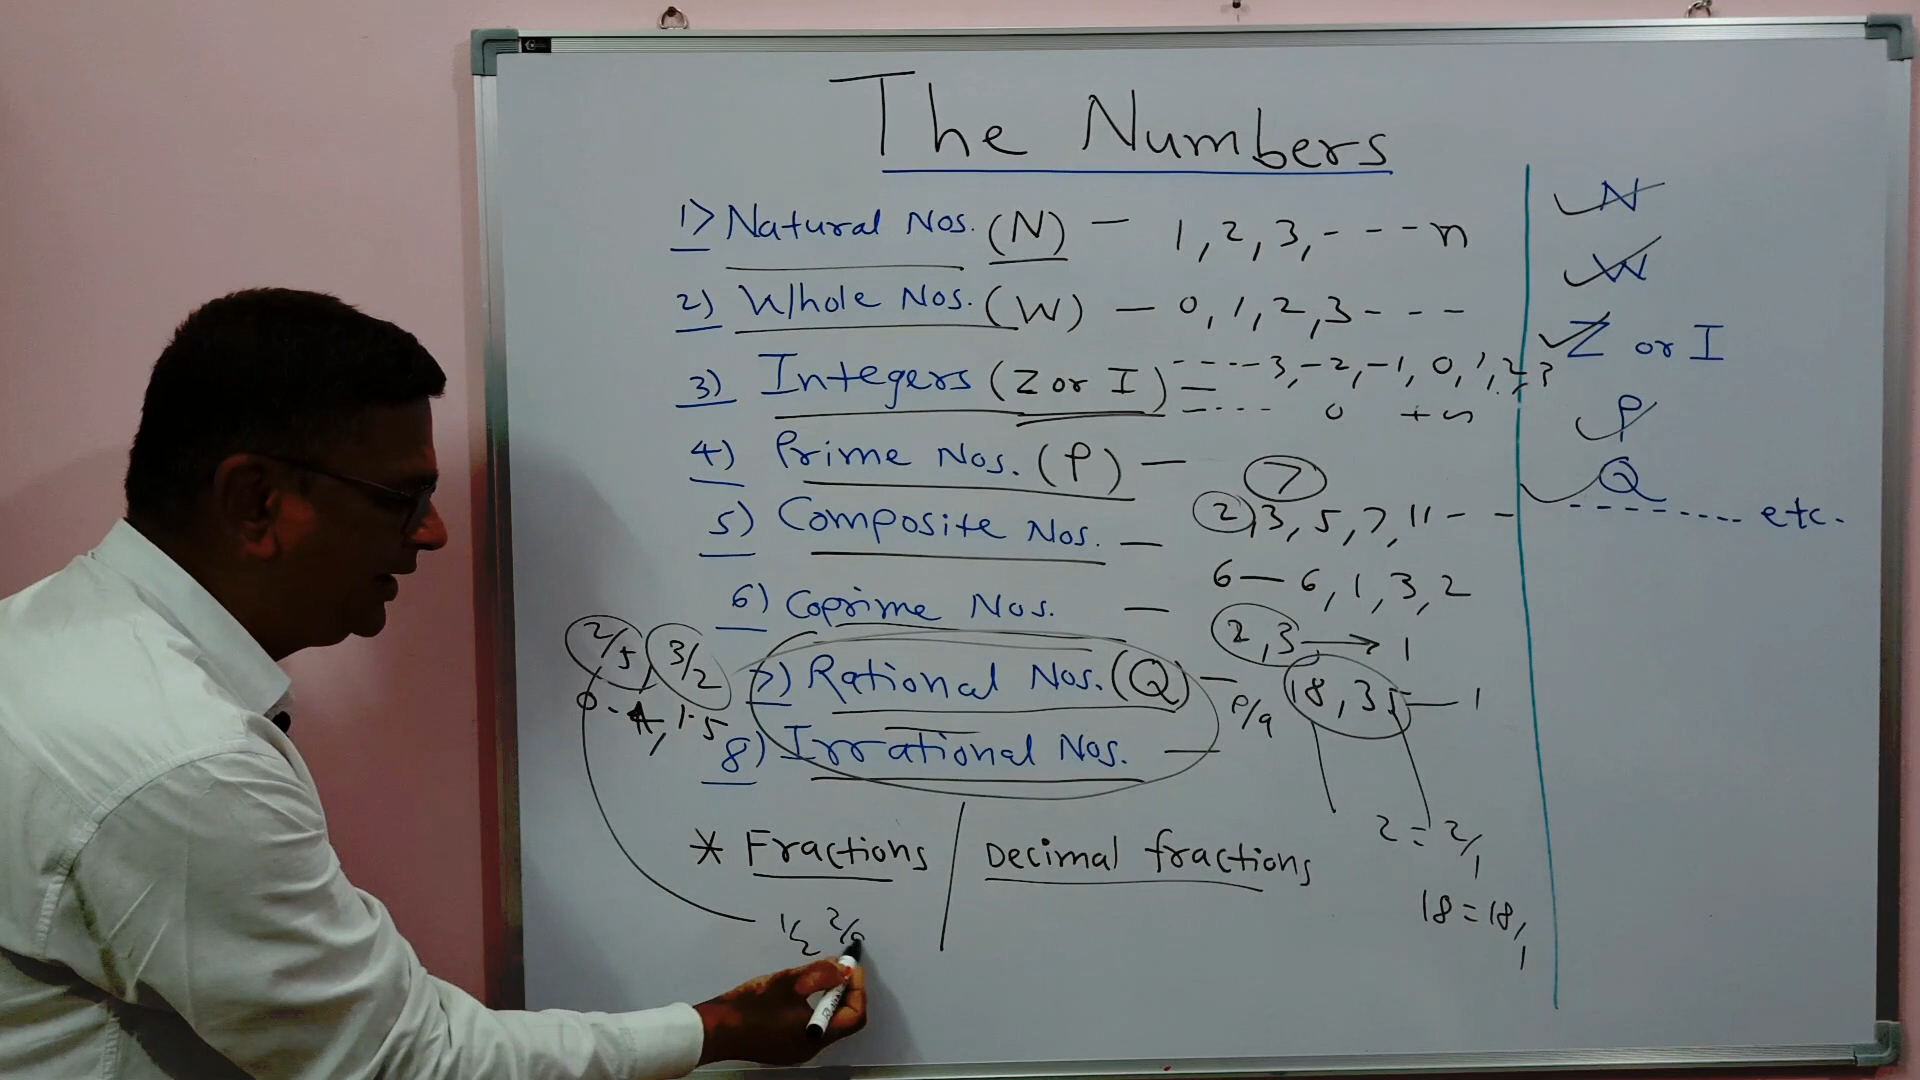 The Numbers
1) Natural Nos. (N) — 1, 2, 3, - - - - n
2) Whole Nos. (W) — 0, 1, 2, 3 - - -
3) Integers (Z or I) = - - - - -3, -2, -1, 0, 1, 2, 3
- - - - 0 +
4) Prime Nos. (P) —
7
5) Composite Nos. — 2, 3, 5, 7, 11 - -
6 — 6, 1, 3, 2
6) Coprime Nos. —
2, 3 → 1
2/5, 3/2
7) Rational Nos. (Q) — P/q
18, 35 — 1
0.4, 1.5
8) Irrational Nos. —
2 = 2/1
* Fractions / Decimal fractions
18 = 18/1
1/2 2/
N
W
Z or I
P
Q
- - - - - - - - etc.